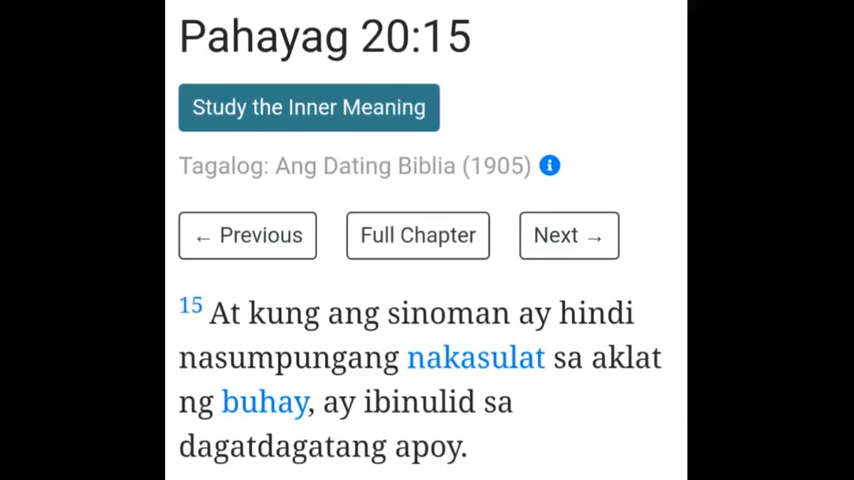 Pahayag 20:15
Study the Inner Meaning
Tagalog: Ang Dating Biblia (1905) i
← Previous Full Chapter Next →
15 At kung ang sinoman ay hindi
nasumpungang nakasulat sa aklat
ng buhay, ay ibinulid sa
dagatdagatang apoy.